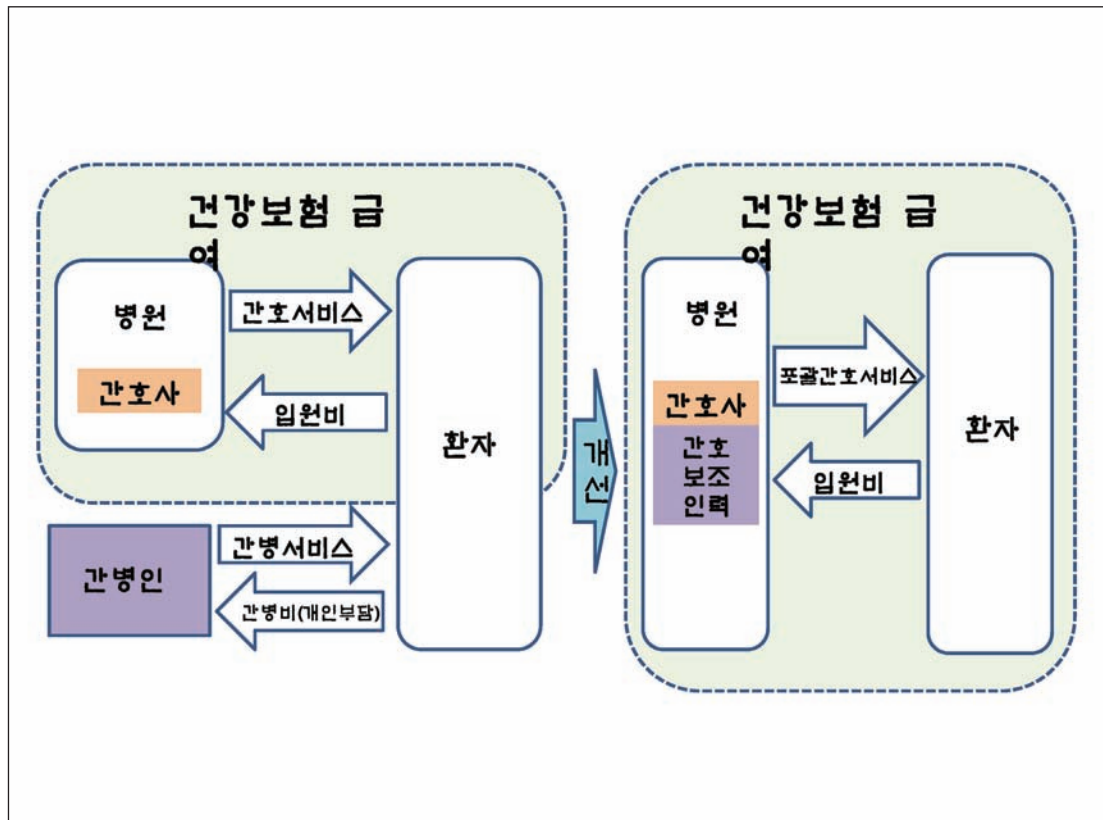 건강보험 급
여
병원
간호사
간호서비스
입원비
환자
간병인
간병서비스
간병비(개인부담)
개
선
건강보험 급
여
병원
간호사
간호
보조
인력
포괄간호서비스
입원비
환자